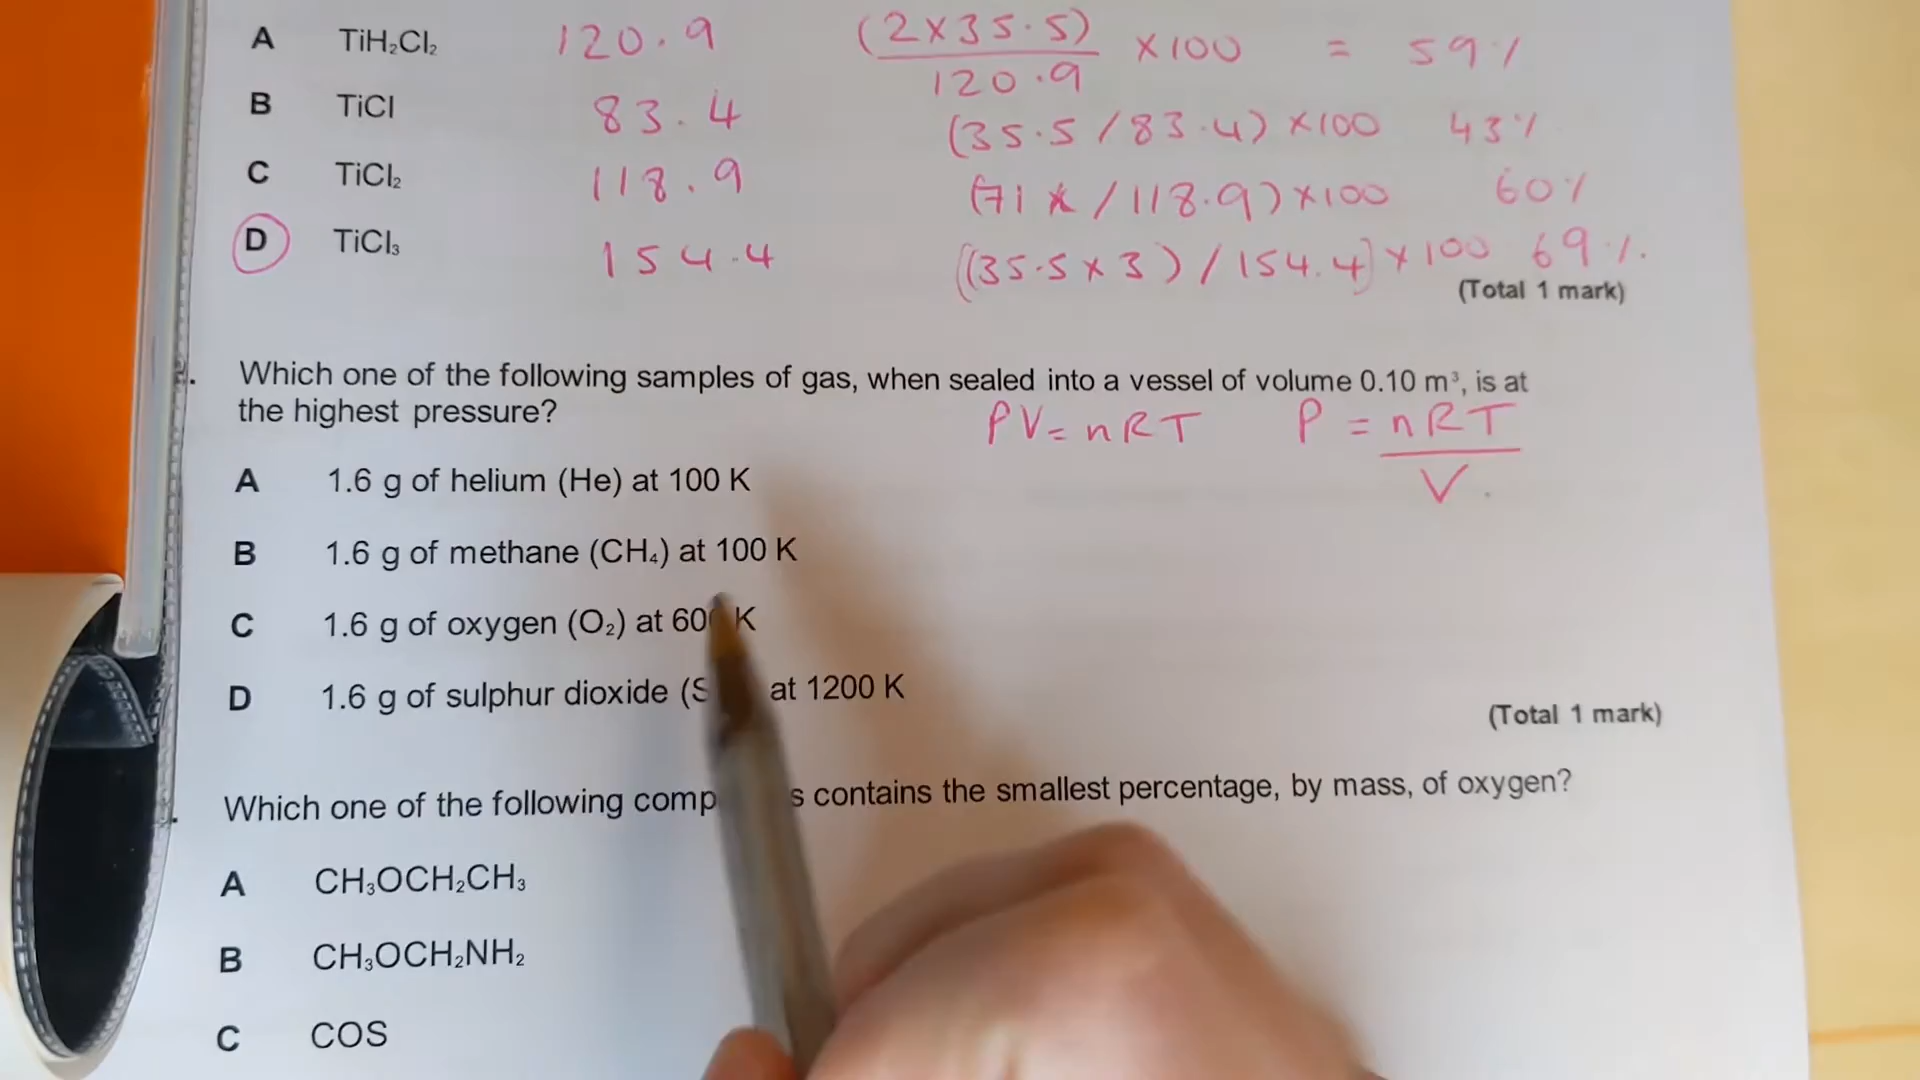 A TiH₂Cl₂ 120.9 (2×35.5) / 120.9 ×100 = 59%
B TiCl 83.4 (35.5/83.4)×100 43%
C TiCl₂ 118.9 (71 /118.9)×100 60%
D TiCl₃ 154.4 ((35.5×3)/154.4)×100 69%.
(Total 1 mark)
Which one of the following samples of gas, when sealed into a vessel of volume 0.10 m³, is at
the highest pressure?
PV=nRT P = nRT / V
A 1.6 g of helium (He) at 100 K
B 1.6 g of methane (CH₄) at 100 K
C 1.6 g of oxygen (O₂) at 600 K
D 1.6 g of sulphur dioxide (S at 1200 K
(Total 1 mark)
Which one of the following comp s contains the smallest percentage, by mass, of oxygen?
A CH₃OCH₂CH₃
B CH₃OCH₂NH₂
C COS